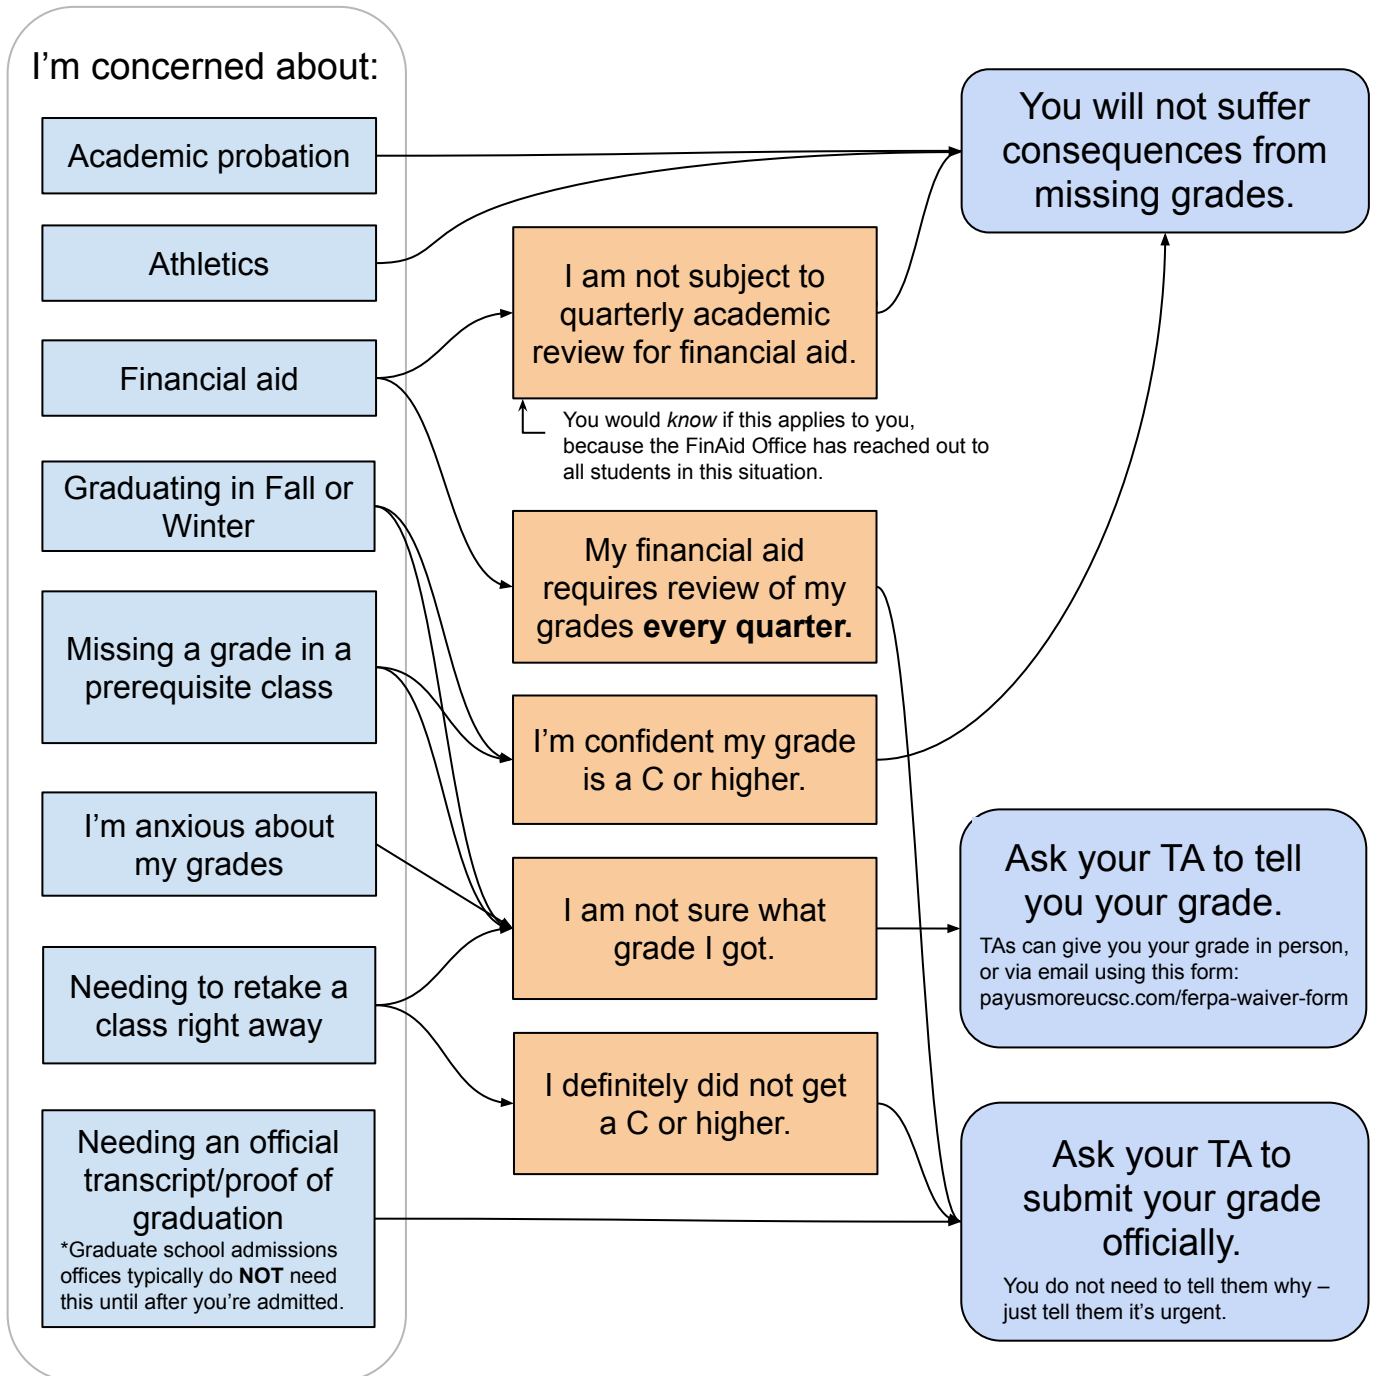 I'm concerned about:
Academic probation
Athletics
Financial aid
Graduating in Fall or
Winter
Missing a grade in a
prerequisite class
I'm anxious about
my grades
Needing to retake a
class right away
Needing an official
transcript/proof of
graduation
*Graduate school admissions
offices typically do NOT need
this until after you're admitted.
I am not subject to
quarterly academic
review for financial aid.
You would know if this applies to you,
because the FinAid Office has reached out to
all students in this situation.
My financial aid
requires review of my
grades every quarter.
I'm confident my grade
is a C or higher.
I am not sure what
grade I got.
I definitely did not get
a C or higher.
You will not suffer
consequences from
missing grades.
Ask your TA to tell
you your grade.
TAs can give you your grade in person,
or via email using this form:
payusmoreucsc.com/ferpa-waiver-form
Ask your TA to
submit your grade
officially.
You do not need to tell them why –
just tell them it's urgent.